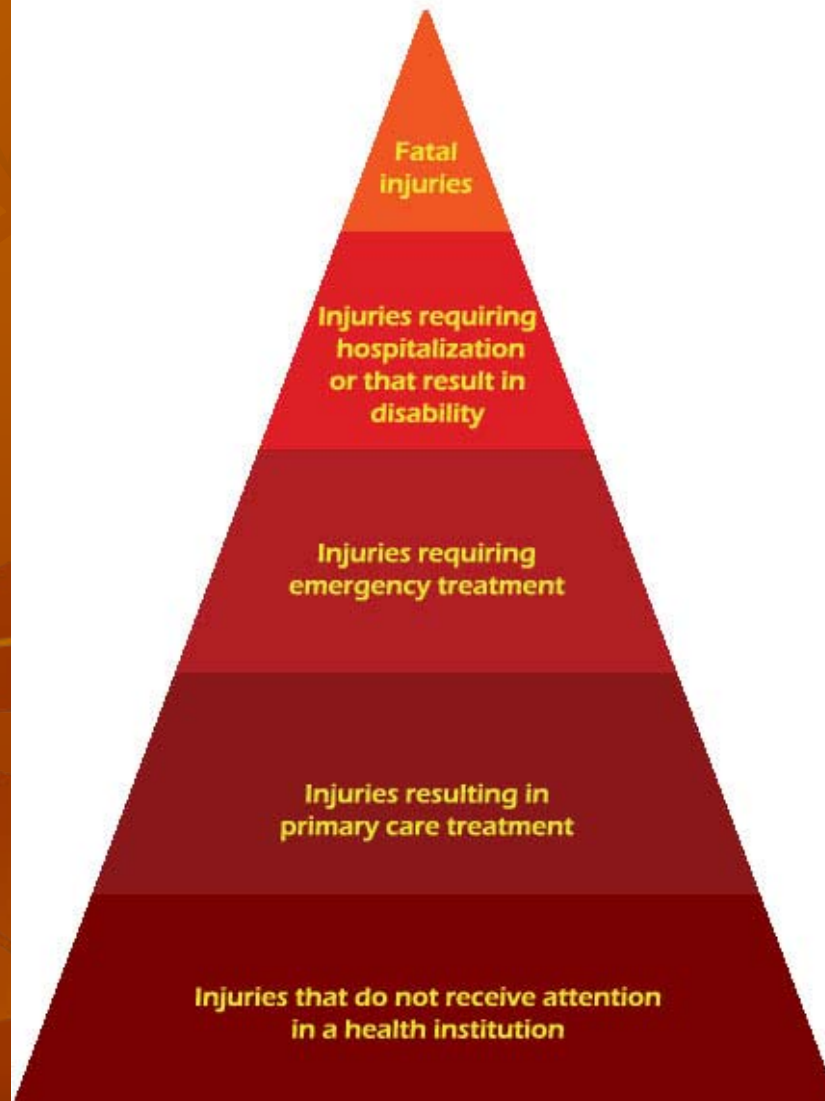 Fatal
injuries
Injuries requiring
hospitalization
or that result in
disability
Injuries requiring
emergency treatment
Injuries resulting in
primary care treatment
Injuries that do not receive attention
in a health institution